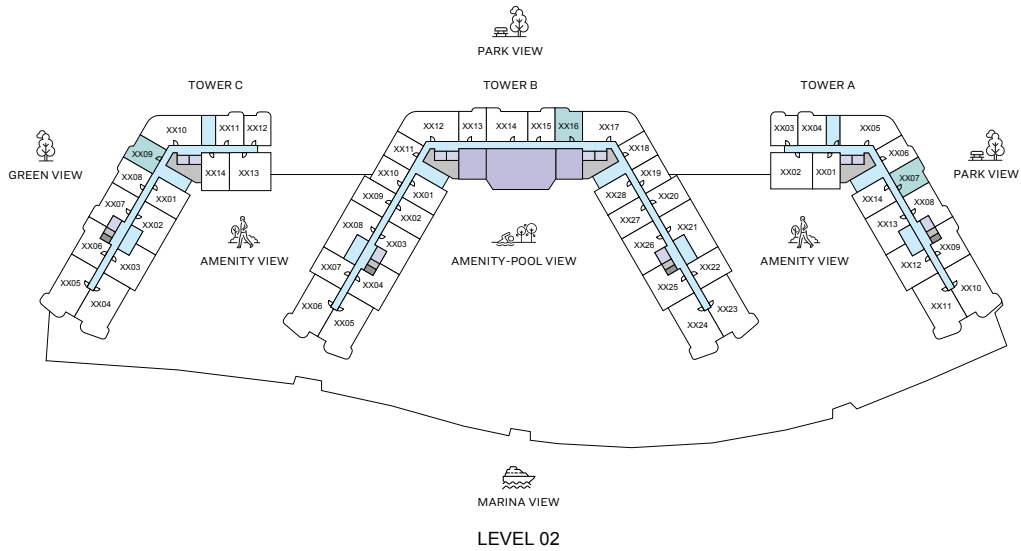 PARK VIEW
TOWER C
TOWER B
TOWER A
XX10
XX11
XX12
XX09
XX08
XX14
XX13
XX07
XX01
XX06
XX02
XX05
XX03
XX04
XX12
XX13
XX14
XX15
XX16
XX17
XX11
XX18
XX10
XX01
XX19
XX09
XX02
XX28
XX20
XX08
XX03
XX27
XX21
XX07
XX04
XX26
XX22
XX06
XX05
XX25
XX23
XX24
XX03
XX04
XX05
XX02
XX01
XX06
XX07
XX14
XX08
XX13
XX09
XX12
XX10
XX11
GREEN VIEW
PARK VIEW
AMENITY VIEW
AMENITY-POOL VIEW
AMENITY VIEW
MARINA VIEW
LEVEL 02